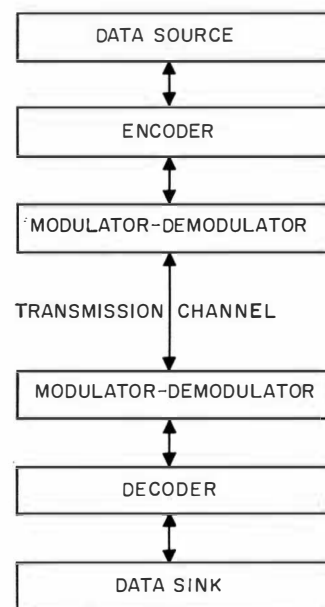 DATA SOURCE
ENCODER
MODULATOR-DEMODULATOR
TRANSMISSION CHANNEL
MODULATOR-DEMODULATOR
DECODER
DATA SINK